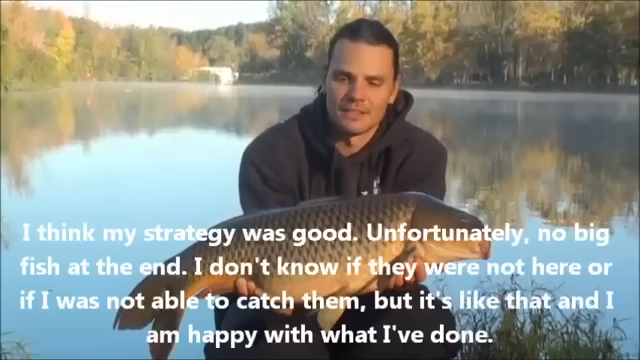 I think my strategy was good. Unfortunately, no big
fish at the end. I don't know if they were not here or
if I was not able to catch them, but it's like that and I
am happy with what I've done.